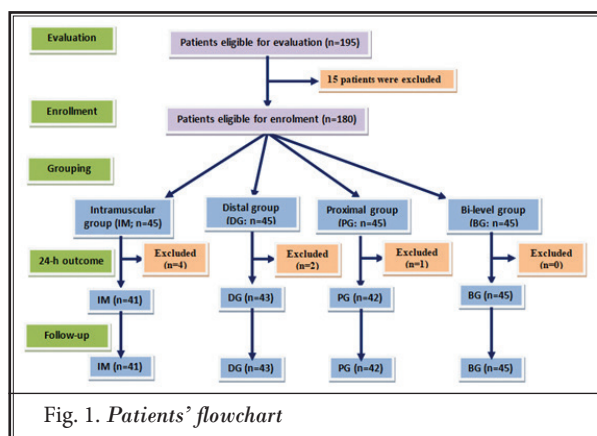 Evaluation
Patients eligible for evaluation (n=195)
15 patients were excluded
Enrollment
Patients eligible for enrolment (n=180)
Grouping
Intramuscular
group (IM; n=45)
Distal group
(DG: n=45)
Proximal group
(PG: n=45)
Bi-level group
(BG: n=45)
24-h outcome
Excluded
(n=4)
Excluded
(n=2)
Excluded
(n=1)
Excluded
(n=0)
IM (n=41)
DG (n=43)
PG (n=42)
BG (n=45)
Follow-up
IM (n=41)
DG (n=43)
PG (n=42)
BG (n=45)
Fig. 1. Patients' flowchart